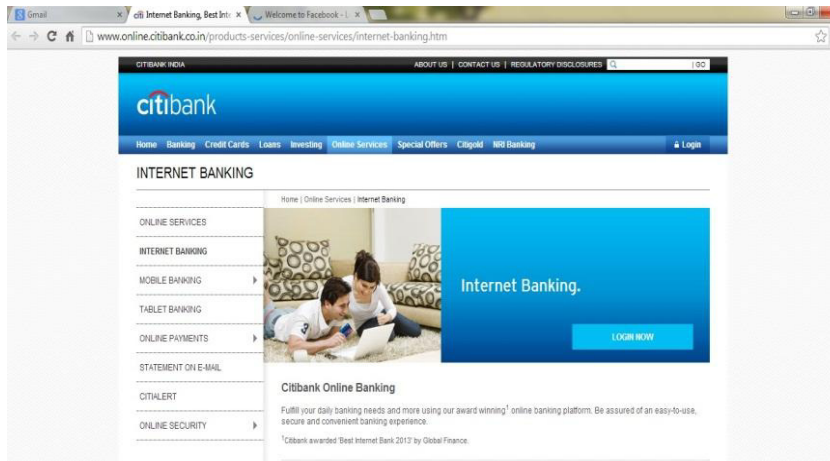 Gmail
citi Internet Banking, Best Inte
Welcome to Facebook - L
www.online.citibank.co.in/products-services/online-services/internet-banking.htm
CITIBANK INDIA
ABOUT US | CONTACT US | REGULATORY DISCLOSURES
| GO
citibank
Home Banking Credit Cards Loans Investing Online Services Special Offers Citigold NRI Banking
Login
INTERNET BANKING
Home | Online Services | Internet Banking
ONLINE SERVICES
INTERNET BANKING
MOBILE BANKING
TABLET BANKING
ONLINE PAYMENTS
STATEMENT ON E-MAIL
CITIALERT
ONLINE SECURITY
Internet Banking.
LOGIN NOW
Citibank Online Banking
Fulfill your daily banking needs and more using our award winning¹ online banking platform. Be assured of an easy-to-use,
secure and convenient banking experience.
¹Citibank awarded 'Best Internet Bank 2013' by Global Finance.